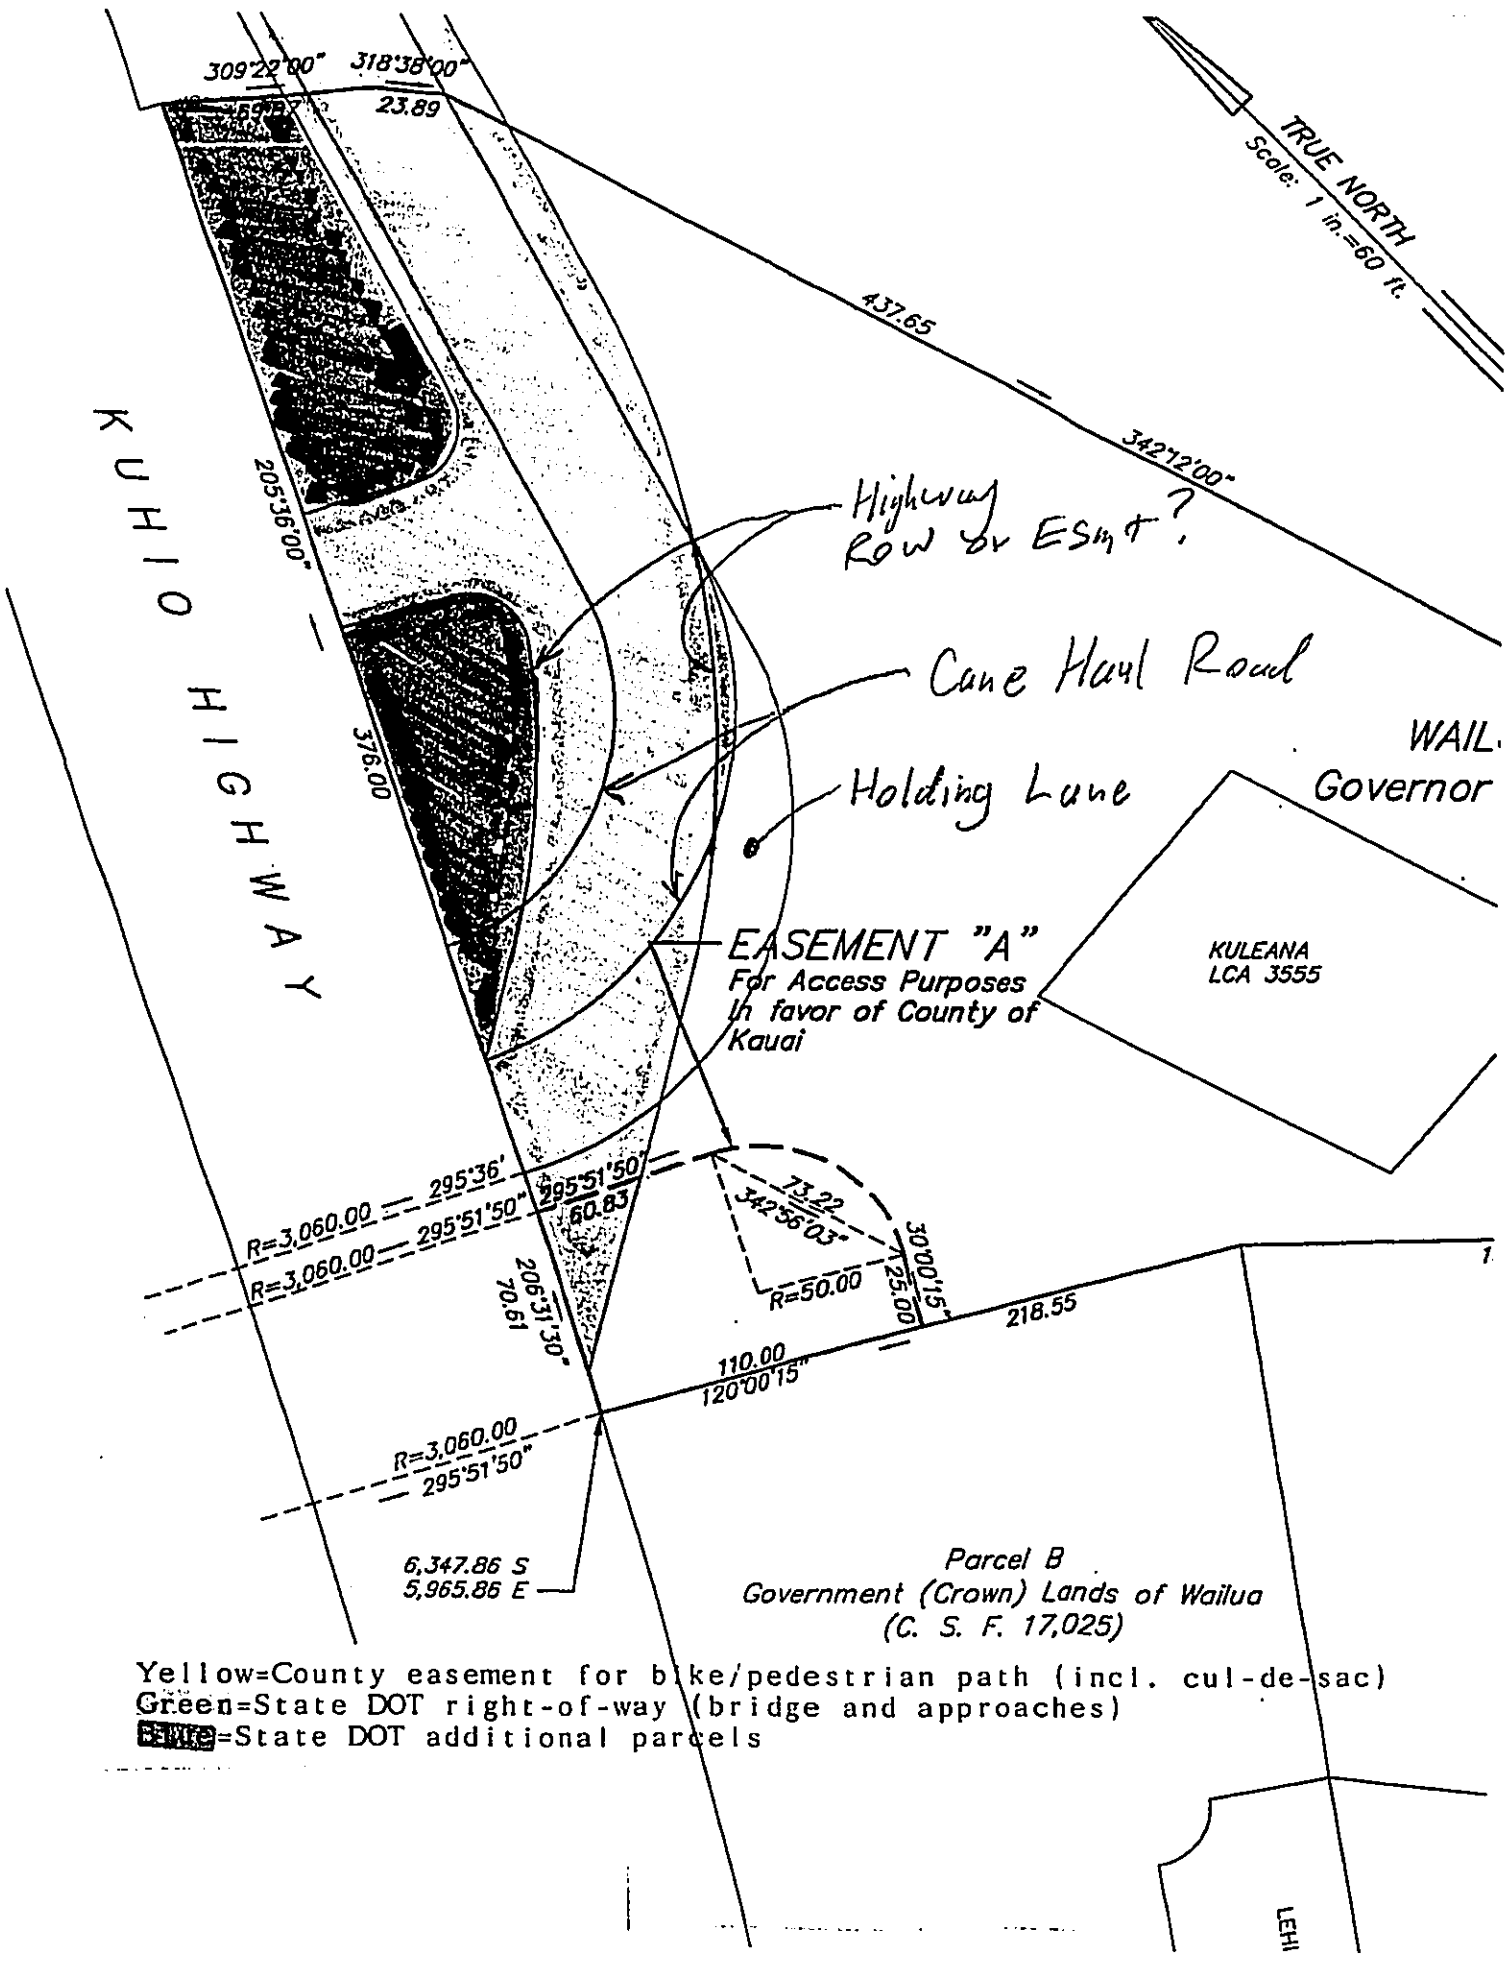 309°22'00"
318°38'00"
69.87
23.89
TRUE NORTH
Scale: 1 in.=60 ft.
437.65
342°12'00"
KUHIO HIGHWAY
205°36'00"
376.00
Highway
Row or Esmt?
Cane Haul Road
Holding Lane
WAIL
Governor
KULEANA
LCA 3555
EASEMENT "A"
For Access Purposes
In favor of County of
Kauai
R=3,060.00 295°36'
R=3,060.00 295°51'50"
295°51'50"
60.83
73.22
342°56'03"
R=50.00
30°00'15"
25.00
206°31'30"
70.61
218.55
1
110.00
120°00'15"
R=3,060.00
295°51'50"
6,347.86 S
5,965.86 E
Parcel B
Government (Crown) Lands of Wailua
(C. S. F. 17,025)
Yellow=County easement for bike/pedestrian path (incl. cul-de-sac)
Green=State DOT right-of-way (bridge and approaches)
Blue=State DOT additional parcels
LEHI